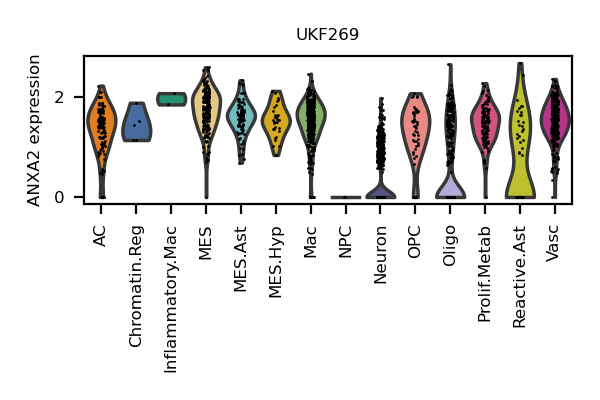 UKF269
ANXA2 expression
2
0
AC
Chromatin.Reg
Inflammatory.Mac
MES
MES.Ast
MES.Hyp
Mac
NPC
Neuron
OPC
Oligo
Prolif.Metab
Reactive.Ast
Vasc